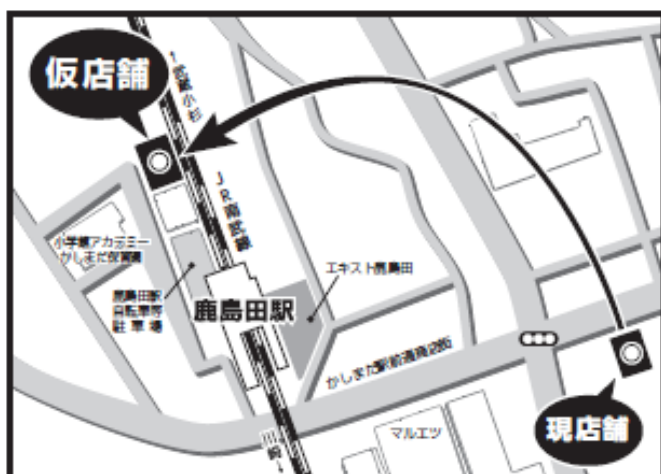 仮店舗
↑武蔵小杉
JR南武線
小学館アカデミー
かしまだ保育園
鹿島田駅
自転車等
駐車場
鹿島田駅
エキスト鹿島田
かしまだ駅前通商店街
マルエツ
現店舗
川崎→